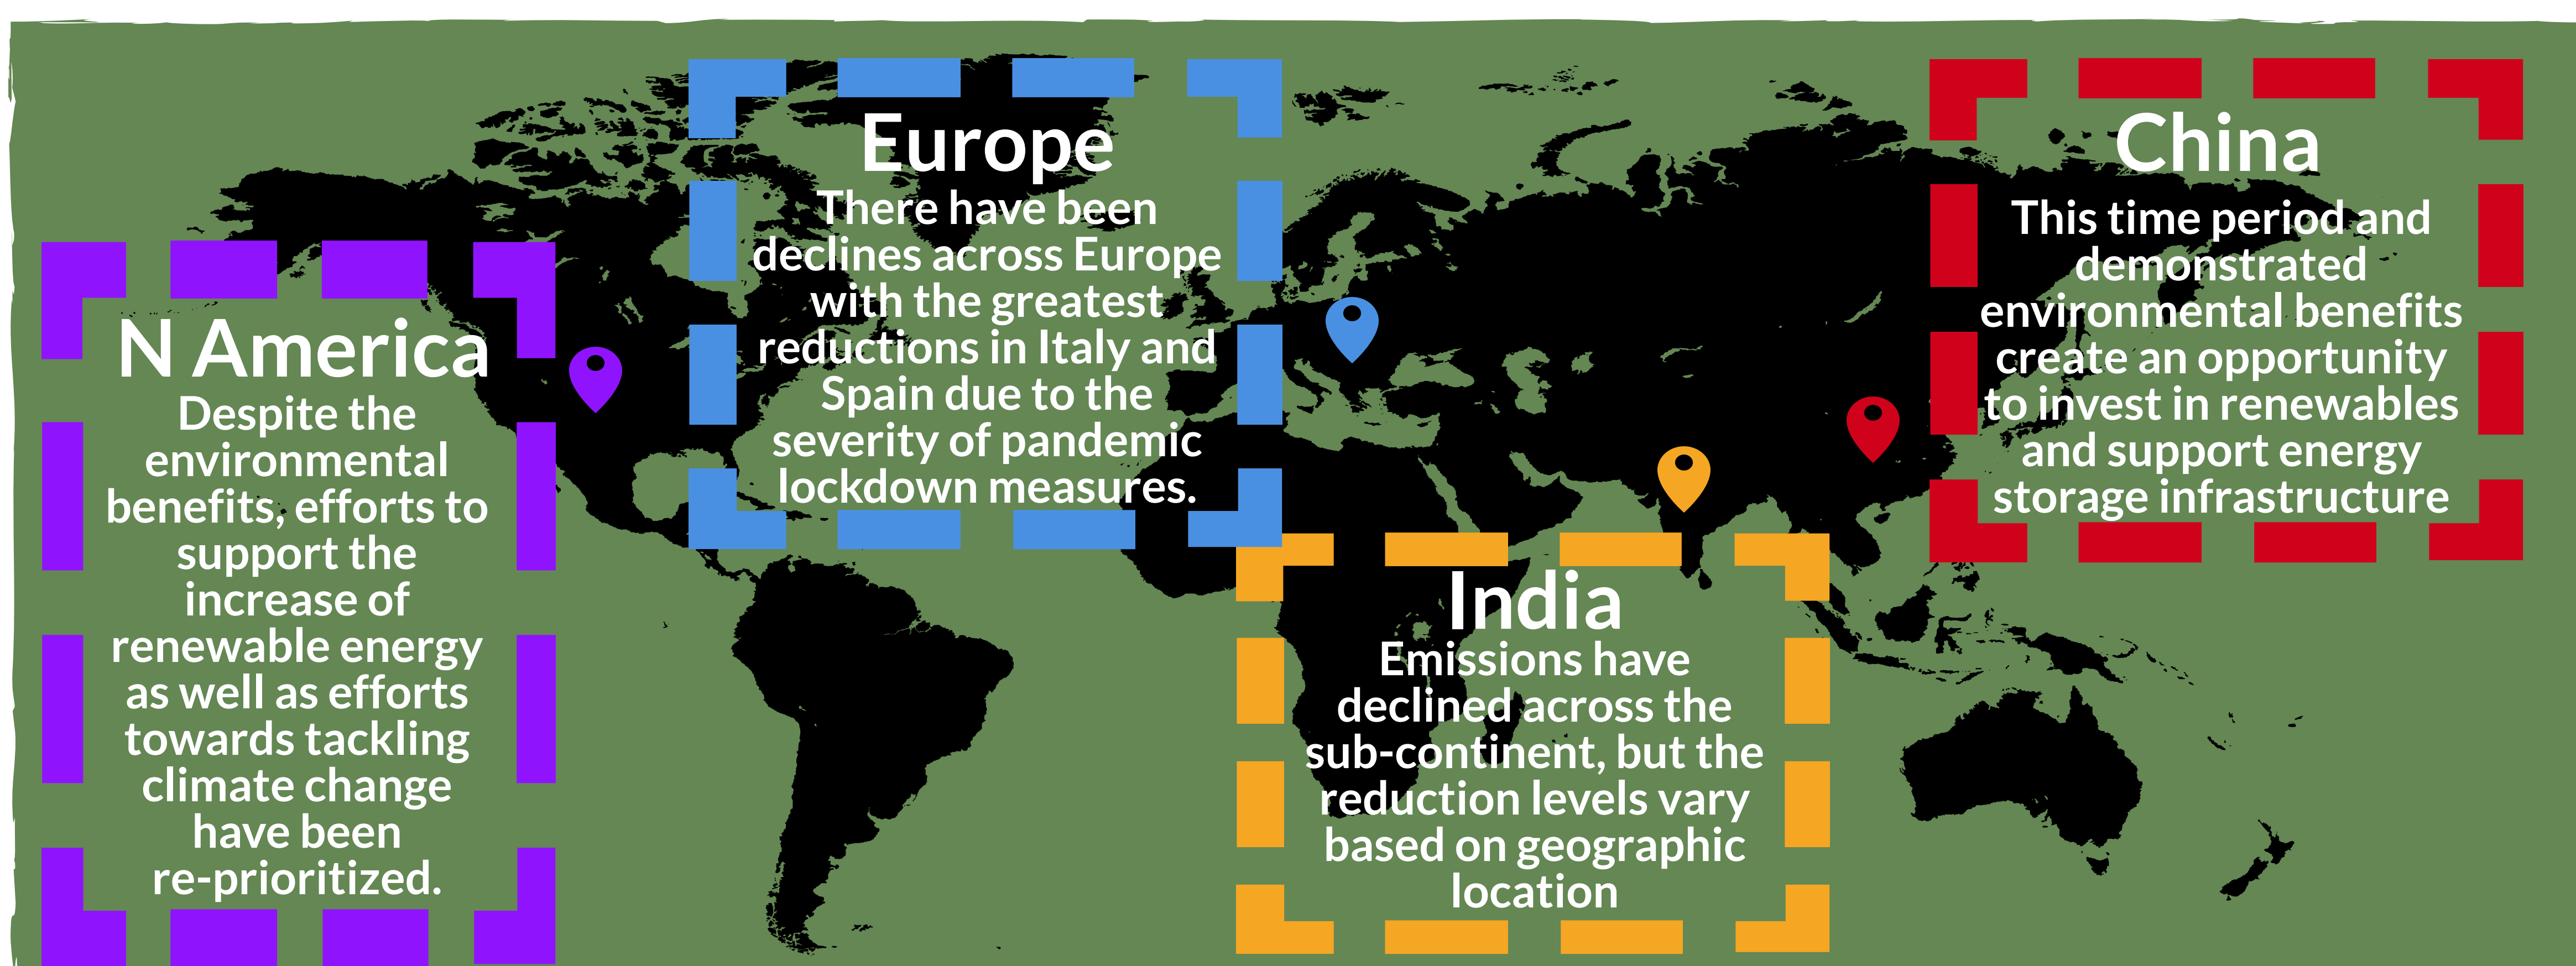 N America
Despite the
environmental
benefits, efforts to
support the
increase of
renewable energy
as well as efforts
towards tackling
climate change
have been
re-prioritized.
Europe
There have been
declines across Europe
with the greatest
reductions in Italy and
Spain due to the
severity of pandemic
lockdown measures.
India
Emissions have
declined across the
sub-continent, but the
reduction levels vary
based on geographic
location
China
This time period and
demonstrated
environmental benefits
create an opportunity
to invest in renewables
and support energy
storage infrastructure